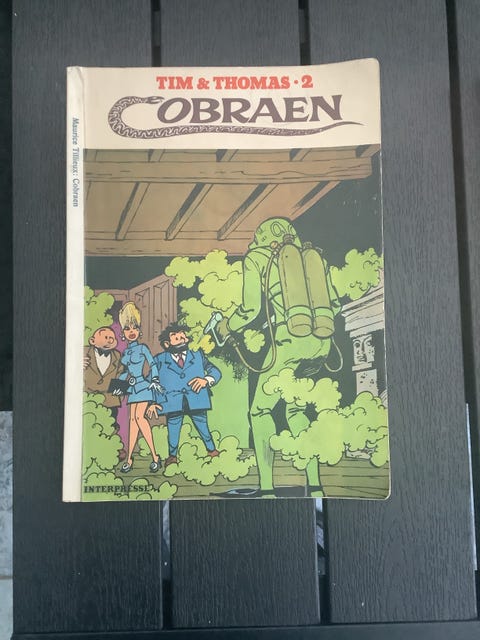 TIM & THOMAS • 2
COBRAEN
Maurice Tillieux: Cobraen
INTERPRESSE